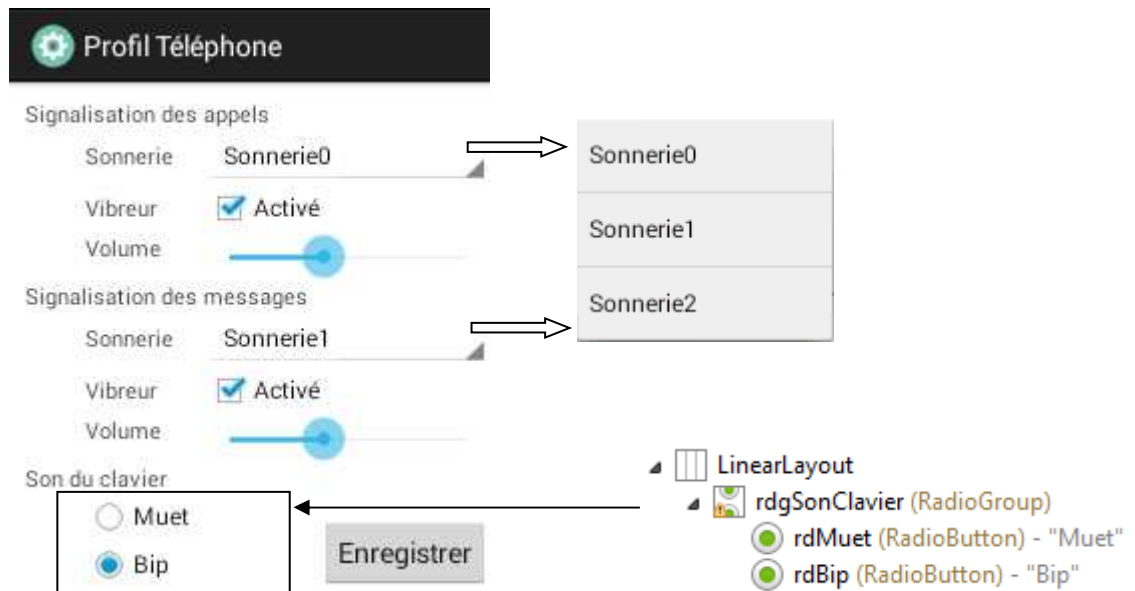 Profil Téléphone
Signalisation des appels
Sonnerie Sonnerie0
Vibreur Activé
Volume
Signalisation des messages
Sonnerie Sonnerie1
Vibreur Activé
Volume
Son du clavier
Muet
Bip
Enregistrer
Sonnerie0
Sonnerie1
Sonnerie2
LinearLayout
rdgSonClavier (RadioGroup)
rdMuet (RadioButton) - "Muet"
rdBip (RadioButton) - "Bip"